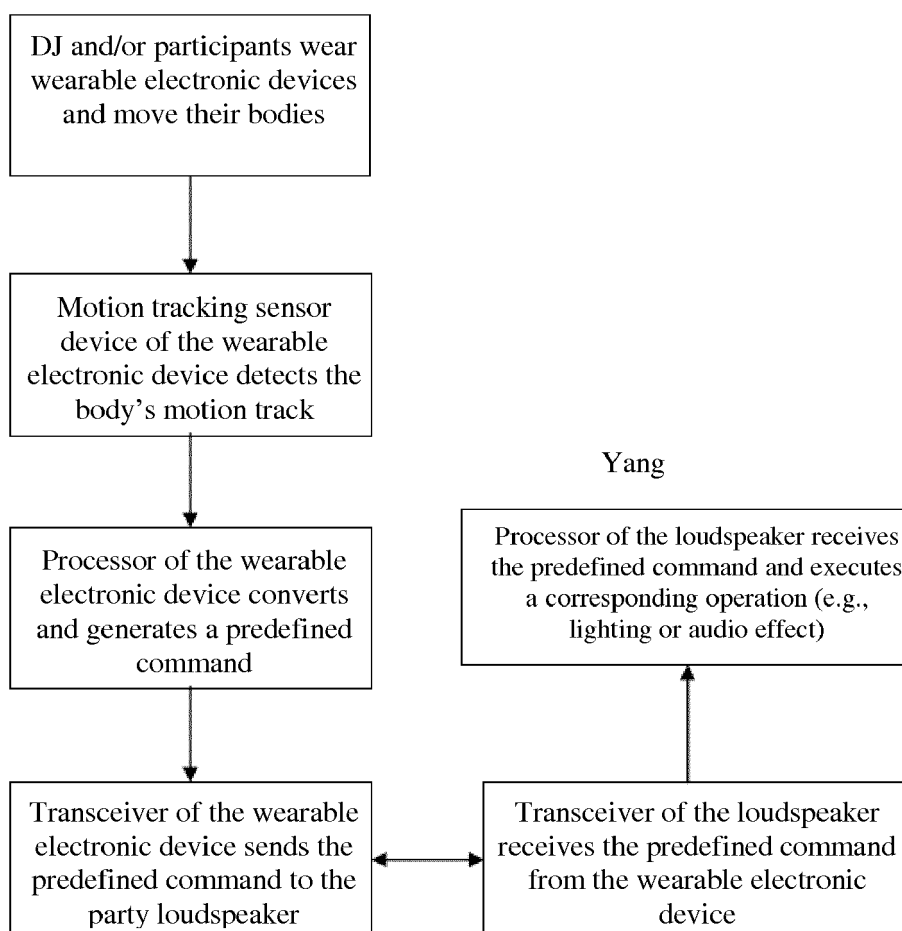 DJ and/or participants wear
wearable electronic devices
and move their bodies
Motion tracking sensor
device of the wearable
electronic device detects the
body’s motion track
Processor of the wearable
electronic device converts
and generates a predefined
command
Transceiver of the wearable
electronic device sends the
predefined command to the
party loudspeaker
Transceiver of the loudspeaker
receives the predefined command
from the wearable electronic
device
Yang
Processor of the loudspeaker receives
the predefined command and executes
a corresponding operation (e.g.,
lighting or audio effect)